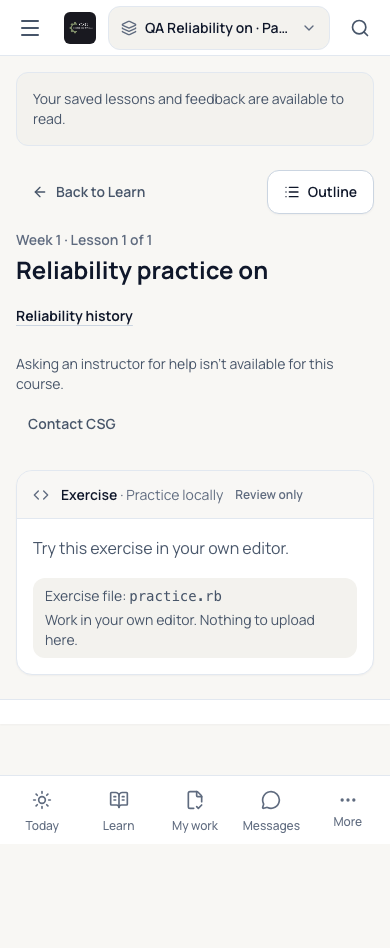 QA Reliability on · Pa...
Your saved lessons and feedback are available to
read.
Back to Learn
Outline
Week 1 · Lesson 1 of 1
Reliability practice on
Reliability history
Asking an instructor for help isn't available for this
course.
Contact CSG
Exercise · Practice locally Review only
Try this exercise in your own editor.
Exercise file: practice.rb
Work in your own editor. Nothing to upload
here.
Today
Learn
My work
Messages
More